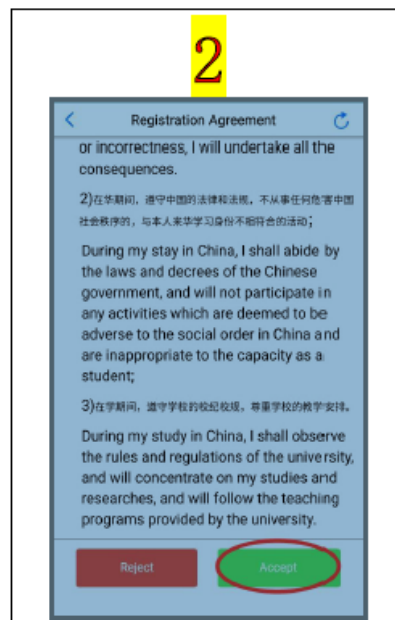 2
Registration Agreement
or incorrectness, I will undertake all the
consequences.
2)在华期间，遵守中国的法律和法规，不从事任何危害中国
社会秩序的，与本人来华学习身份不相符合的活动；
During my stay in China, I shall abide by
the laws and decrees of the Chinese
government, and will not participate in
any activities which are deemed to be
adverse to the social order in China and
are inappropriate to the capacity as a
student;
3)在学期间，遵守学校的校纪校规，尊重学校的教学安排。
During my study in China, I shall observe
the rules and regulations of the university,
and will concentrate on my studies and
researches, and will follow the teaching
programs provided by the university.
Reject Accept